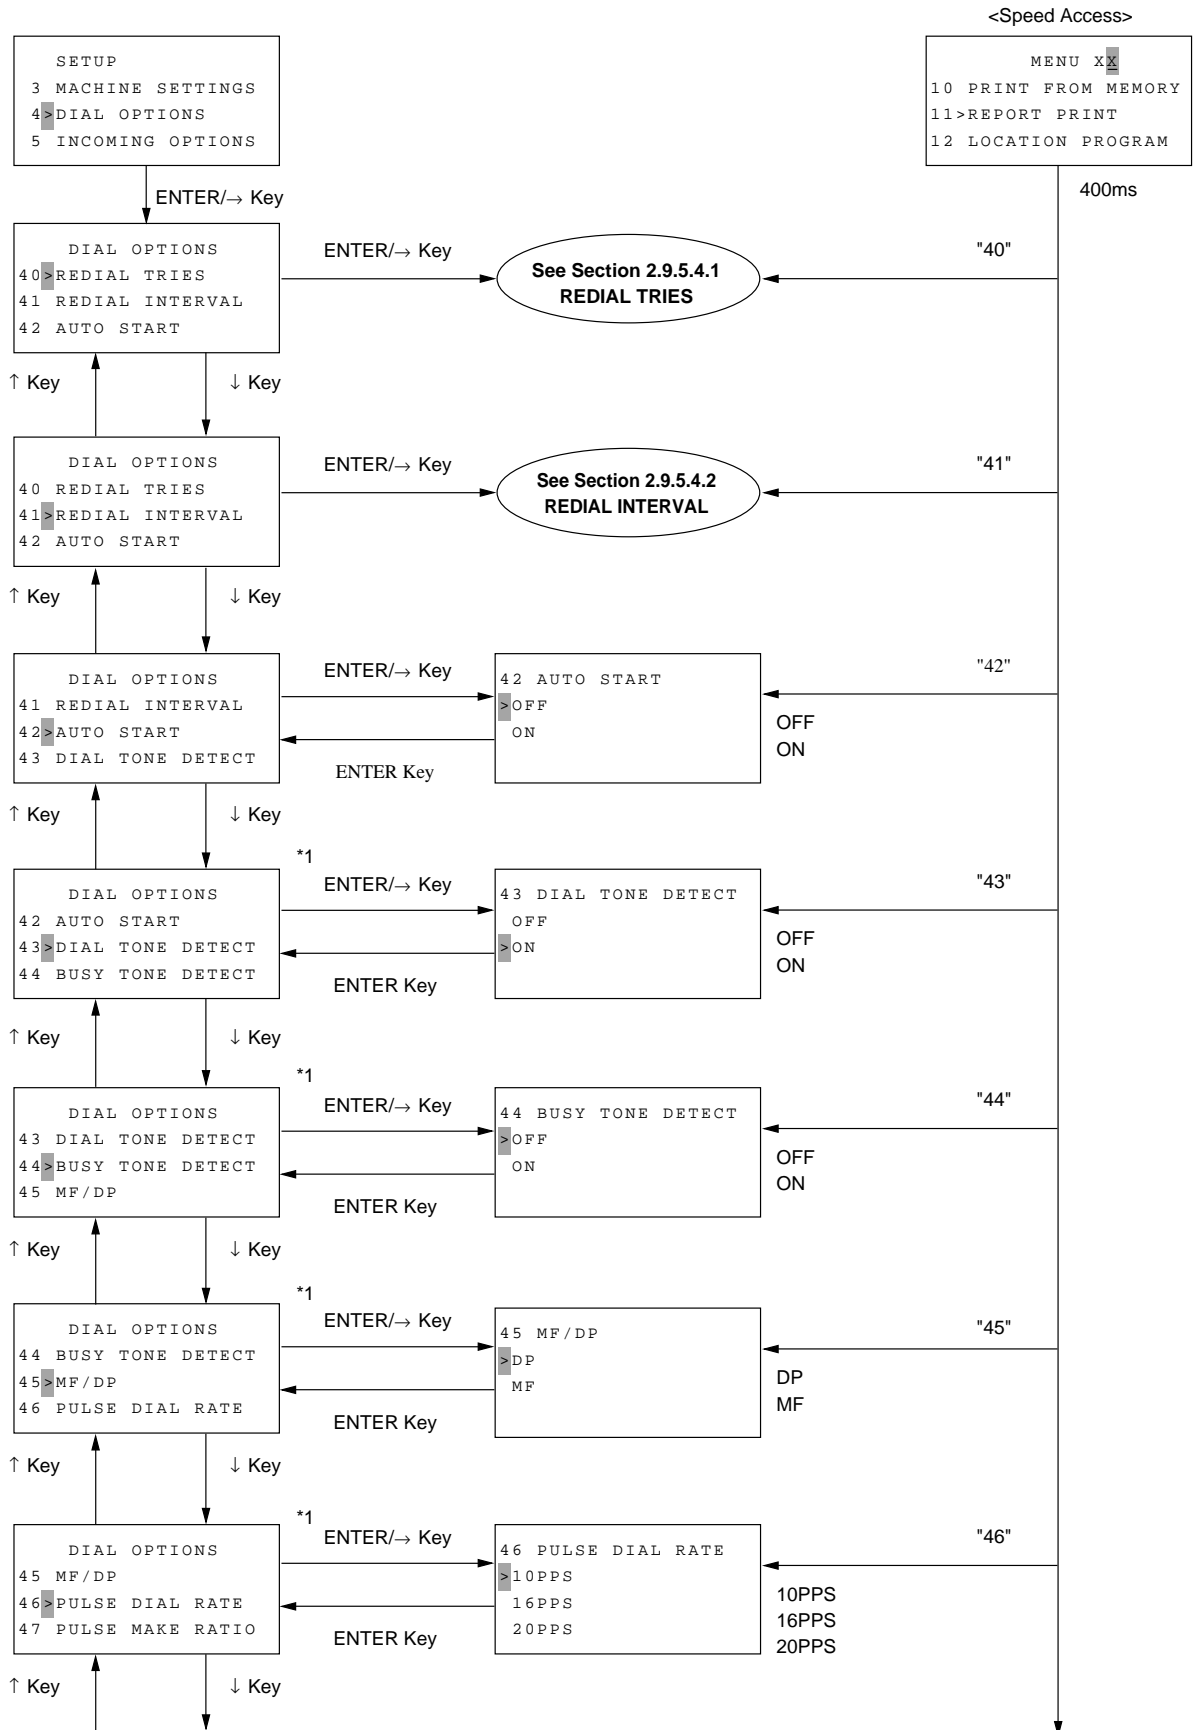 <Speed Access>
SETUP
3 MACHINE SETTINGS
4>DIAL OPTIONS
5 INCOMING OPTIONS
MENU XX
10 PRINT FROM MEMORY
11>REPORT PRINT
12 LOCATION PROGRAM
ENTER/→ Key
400ms
DIAL OPTIONS
40>REDIAL TRIES
41 REDIAL INTERVAL
42 AUTO START
ENTER/→ Key
See Section 2.9.5.4.1
REDIAL TRIES
"40"
↑ Key
↓ Key
DIAL OPTIONS
40 REDIAL TRIES
41>REDIAL INTERVAL
42 AUTO START
ENTER/→ Key
See Section 2.9.5.4.2
REDIAL INTERVAL
"41"
↑ Key
↓ Key
DIAL OPTIONS
41 REDIAL INTERVAL
42>AUTO START
43 DIAL TONE DETECT
ENTER/→ Key
ENTER Key
42 AUTO START
>OFF
ON
"42"
OFF
ON
↑ Key
↓ Key
DIAL OPTIONS
42 AUTO START
43>DIAL TONE DETECT
44 BUSY TONE DETECT
*1
ENTER/→ Key
ENTER Key
43 DIAL TONE DETECT
OFF
>ON
"43"
OFF
ON
↑ Key
↓ Key
DIAL OPTIONS
43 DIAL TONE DETECT
44>BUSY TONE DETECT
45 MF/DP
*1
ENTER/→ Key
ENTER Key
44 BUSY TONE DETECT
>OFF
ON
"44"
OFF
ON
↑ Key
↓ Key
DIAL OPTIONS
44 BUSY TONE DETECT
45>MF/DP
46 PULSE DIAL RATE
*1
ENTER/→ Key
ENTER Key
45 MF/DP
>DP
MF
"45"
DP
MF
↑ Key
↓ Key
DIAL OPTIONS
45 MF/DP
46>PULSE DIAL RATE
47 PULSE MAKE RATIO
*1
ENTER/→ Key
ENTER Key
46 PULSE DIAL RATE
>10PPS
16PPS
20PPS
"46"
10PPS
16PPS
20PPS
↑ Key
↓ Key